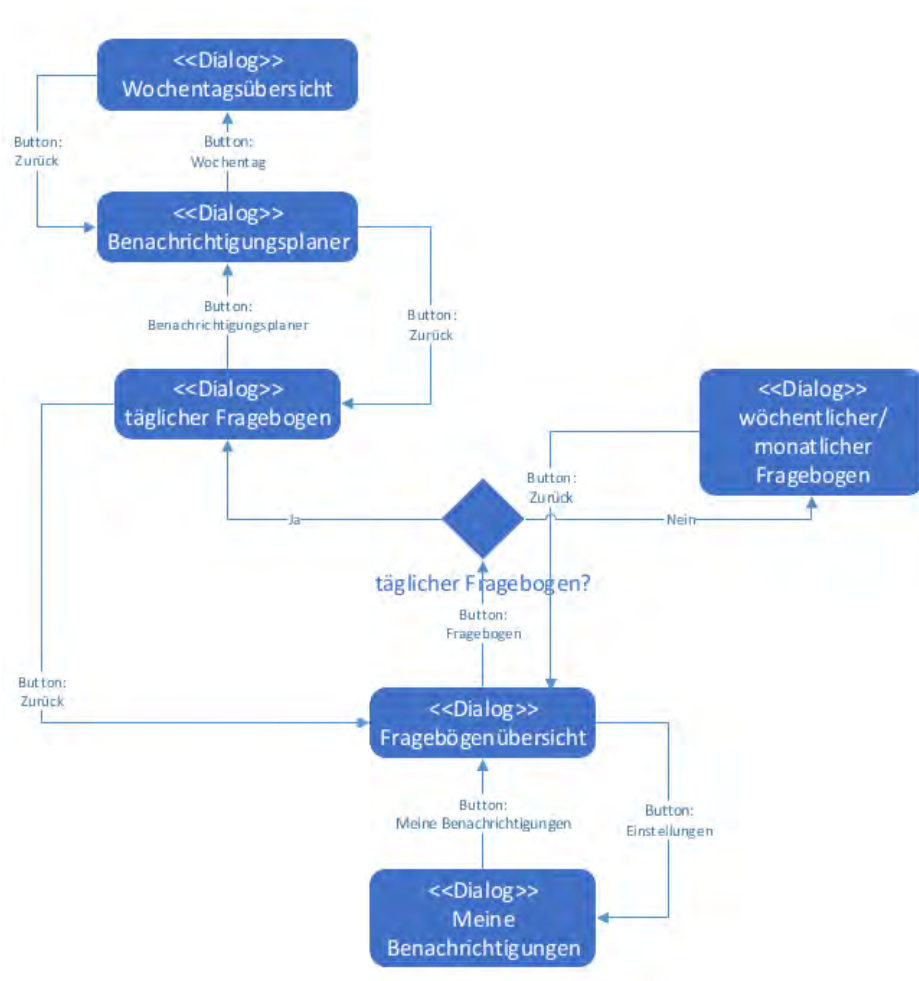 <<Dialog>>
Wochentagsübersicht
Button:
Zurück
Button:
Wochentag
<<Dialog>>
Benachrichtigungsplaner
Button:
Benachrichtigungsplaner
Button:
Zurück
<<Dialog>>
täglicher Fragebogen
<<Dialog>>
wöchentlicher/
monatlicher
Fragebogen
Button:
Zurück
Ja
Nein
täglicher Fragebogen?
Button:
Fragebogen
Button:
Zurück
<<Dialog>>
Fragebögenübersicht
Button:
Meine Benachrichtigungen
Button:
Einstellungen
<<Dialog>>
Meine
Benachrichtigungen